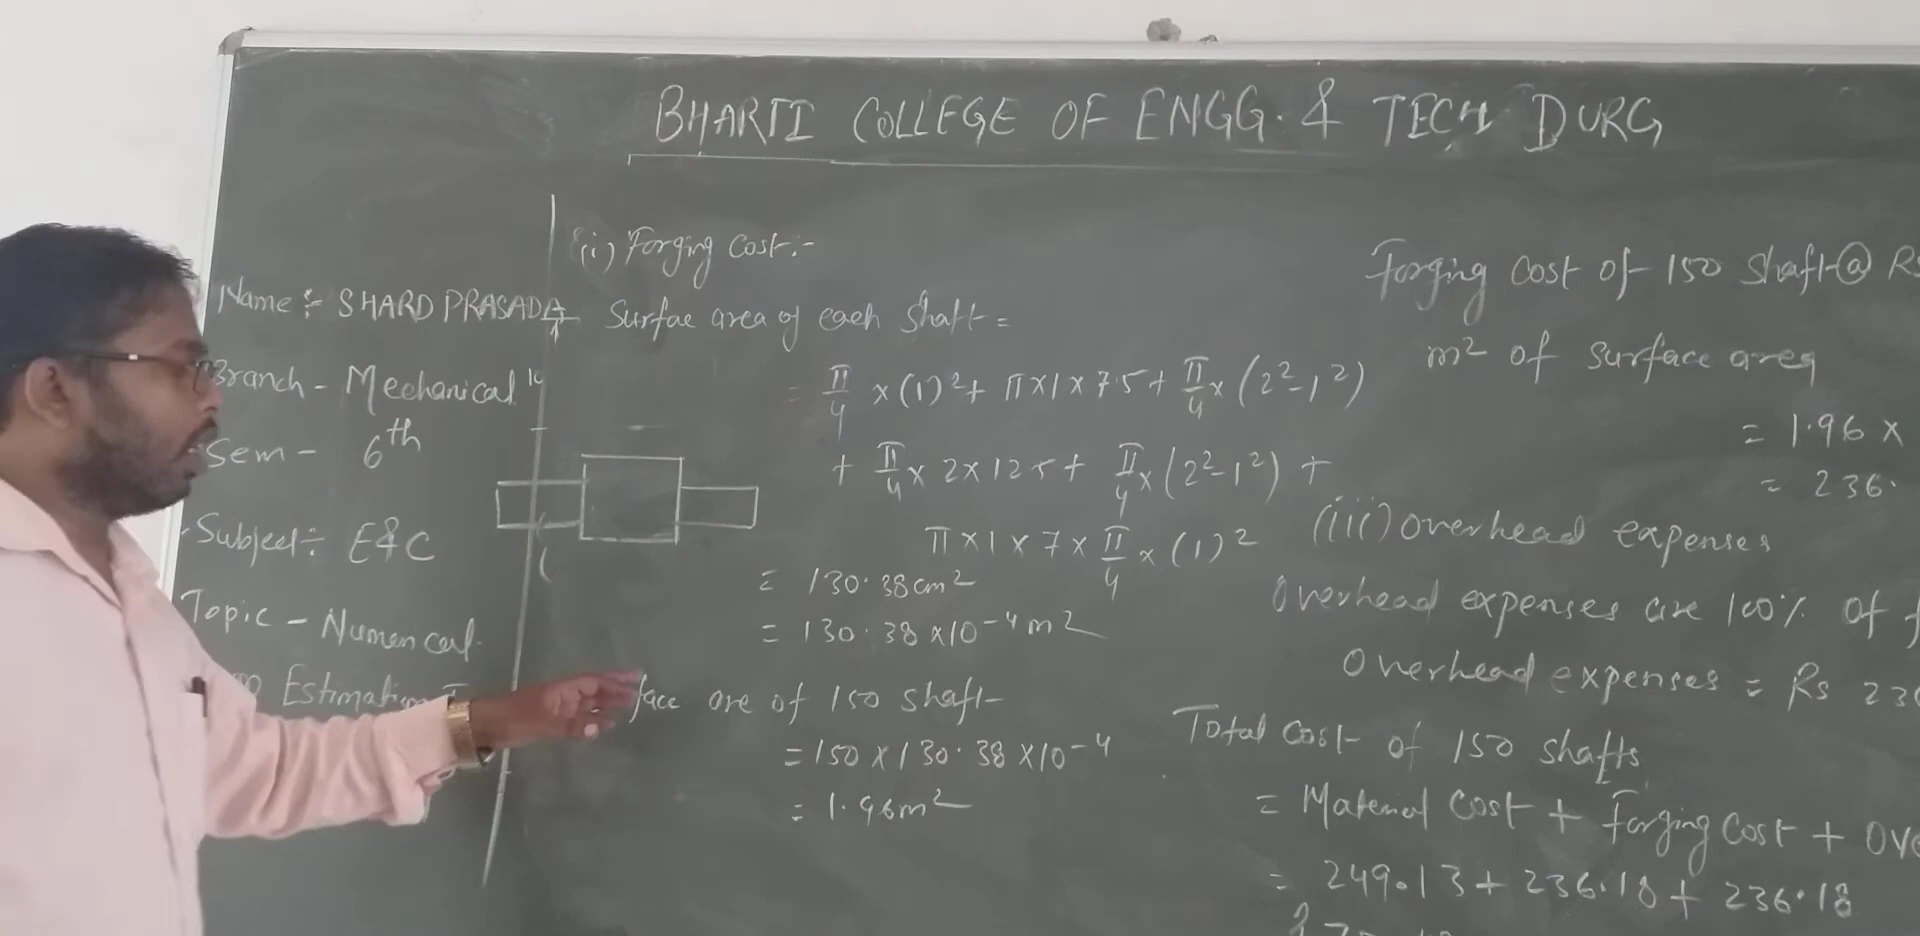 BHARTI COLLEGE OF ENGG. & TECH DURG
Name :- SHARD PRASAD
Branch - Mechanical
Sem - 6th
Subject :- E&C
Topic - Numerical
Estimation
(i) Forging Cost :-
Surfae area of each shaft =
= π/4 × (1)² + π×1×7.5 + π/4 × (2²-1²)
+ π/4 × 2×12.5 + π/4 × (2²-1²) +
π×1×7×π/4 × (1)²
= 130.38 cm²
= 130.38 ×10⁻⁴ m²
face are of 150 shaft
= 150 × 130.38 ×10⁻⁴
= 1.96 m²
Forging Cost of 150 Shaft @ Rs
m² of surface area
= 1.96 ×
= 236.
(iii) Overhead expenses
Overhead expenses are 100% of f
Overhead expenses = Rs 236
Total cost of 150 shafts
= Material Cost + Forging Cost + Ove
= 249.13 + 236.18 + 236.18